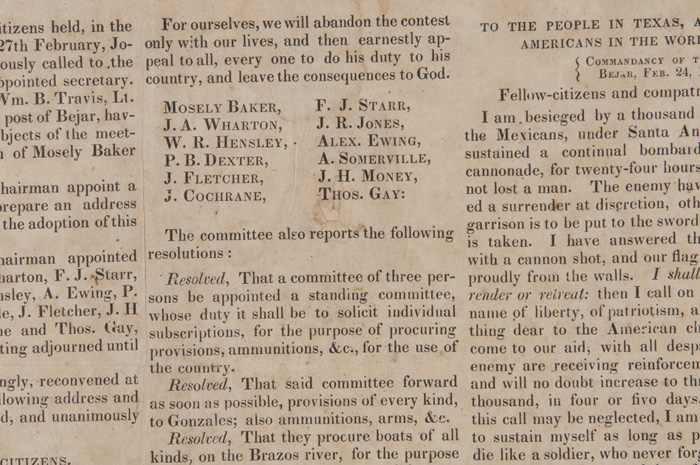 itizens held, in the
27th February, Jo-
ously called to the
ppointed secretary.
Wm. B. Travis, Lt.
post of Bejar, hav-
bjects of the meet-
n of Mosely Baker
hairman appoint a
prepare an address
the adoption of this
hairman appointed
harton, F. J. Starr,
nsley, A. Ewing, P.
le, J. Fletcher, J. H
ne and Thos. Gay,
ting adjourned until
ngly, reconvened at
llowing address and
d, and unanimously
CITIZENS.
For ourselves, we will abandon the contest
only with our lives, and then earnestly ap-
peal to all, every one to do his duty to his
country, and leave the consequences to God.
MOSELY BAKER, F. J. STARR,
J. A. WHARTON, J. R. JONES,
W. R. HENSLEY, ALEX. EWING,
P. B. DEXTER, A. SOMERVILLE,
J. FLETCHER, J. H. MONEY,
J. COCHRANE, THOS. GAY:
The committee also reports the following
resolutions :
Resolved, That a committee of three per-
sons be appointed a standing committee,
whose duty it shall be to solicit individual
subscriptions, for the purpose of procuring
provisions, ammunitions, &c., for the use of
the country.
Resolved, That said committee forward
as soon as possible, provisions of every kind,
to Gonzales; also ammunitions, arms, &c.
Resolved, That they procure boats of all
kinds, on the Brazos river, for the purpose
TO THE PEOPLE IN TEXAS, A
AMERICANS IN THE WORL
COMMANDANCY OF T
BEJAR, FEB. 24,
Fellow-citizens and compatr
I am besieged by a thousand
the Mexicans, under Santa An
sustained a continual bombard
cannonade, for twenty-four hours
not lost a man. The enemy hav
ed a surrender at discretion, oth
garrison is to be put to the sword
is taken. I have answered th
with a cannon shot, and our flag
proudly from the walls. I shall
render or retreat: then I call on
name of liberty, of patriotism, a
thing dear to the American ch
come to our aid, with all desp
enemy are receiving reinforcen
and will no doubt increase to th
thousand, in four or five days.
this call may be neglected, I am
to sustain myself as long as p
die like a soldier, who never for